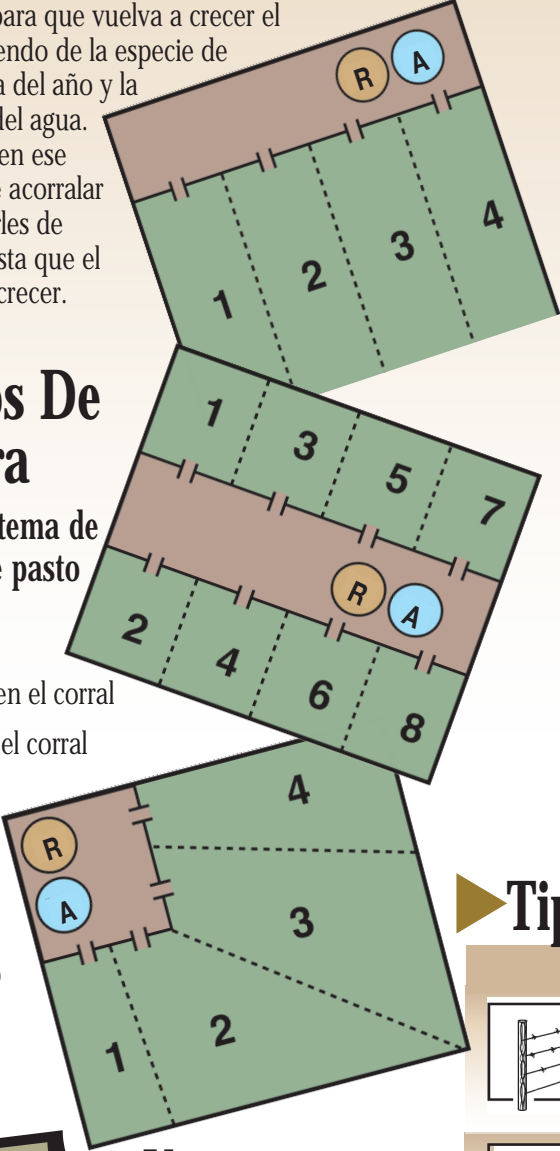 para que vuelva a crecer el
endo de la especie de
a del año y la
del agua.
en ese
e acorralar
rles de
sta que el
crecer.
R A
1 2 3 4
os De
ra
tema de
e pasto
1 3 5 7
R A
2 4 6 8
en el corral
el corral
R
A
4
3
2
1
Tip